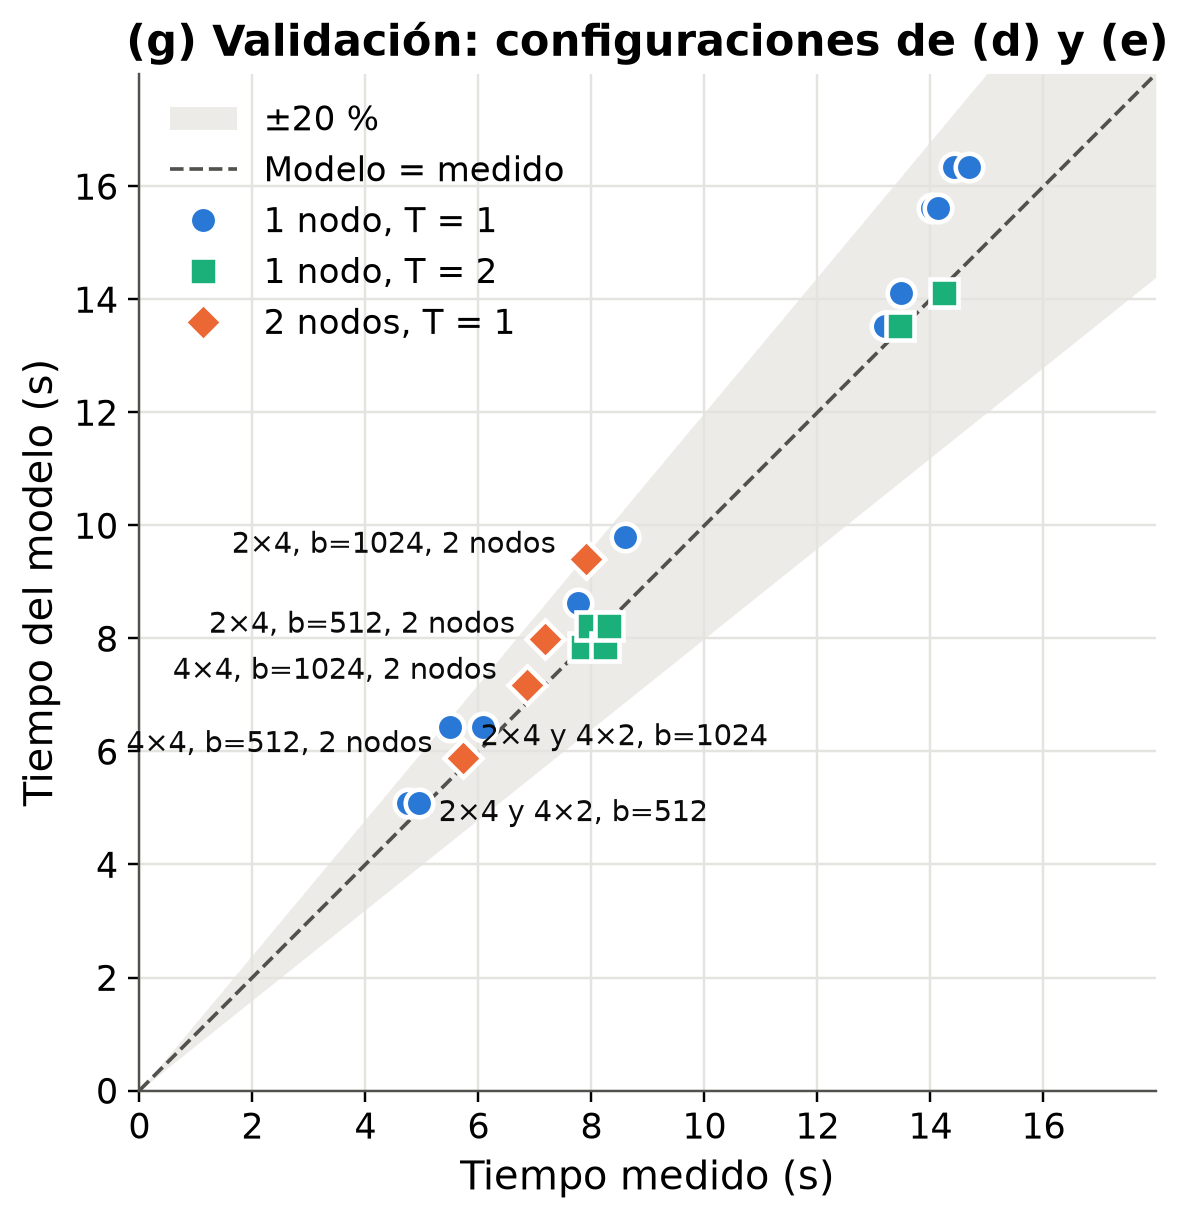 (g) Validación: configuraciones de (d) y (e)
±20 %
Modelo = medido
1 nodo, T = 1
1 nodo, T = 2
2 nodos, T = 1
Tiempo del modelo (s)
16
14
12
10
8
6
4
2
0
2×4, b=1024, 2 nodos
2×4, b=512, 2 nodos
4×4, b=1024, 2 nodos
4×4, b=512, 2 nodos
2×4 y 4×2, b=1024
2×4 y 4×2, b=512
0 2 4 6 8 10 12 14 16
Tiempo medido (s)